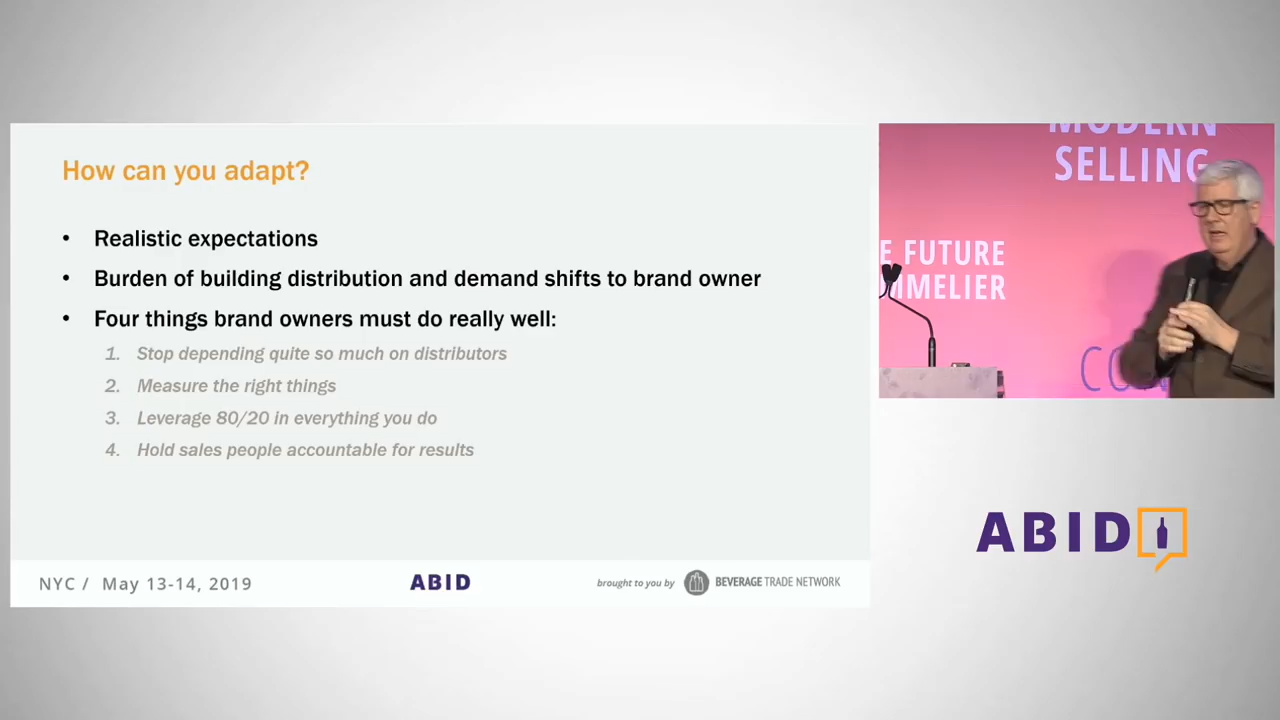 How can you adapt?
• Realistic expectations
• Burden of building distribution and demand shifts to brand owner
• Four things brand owners must do really well:
1. Stop depending quite so much on distributors
2. Measure the right things
3. Leverage 80/20 in everything you do
4. Hold sales people accountable for results
NYC / May 13-14, 2019
ABID
brought to you by BEVERAGE TRADE NETWORK
MODERN
SELLING
FUTURE
ABID